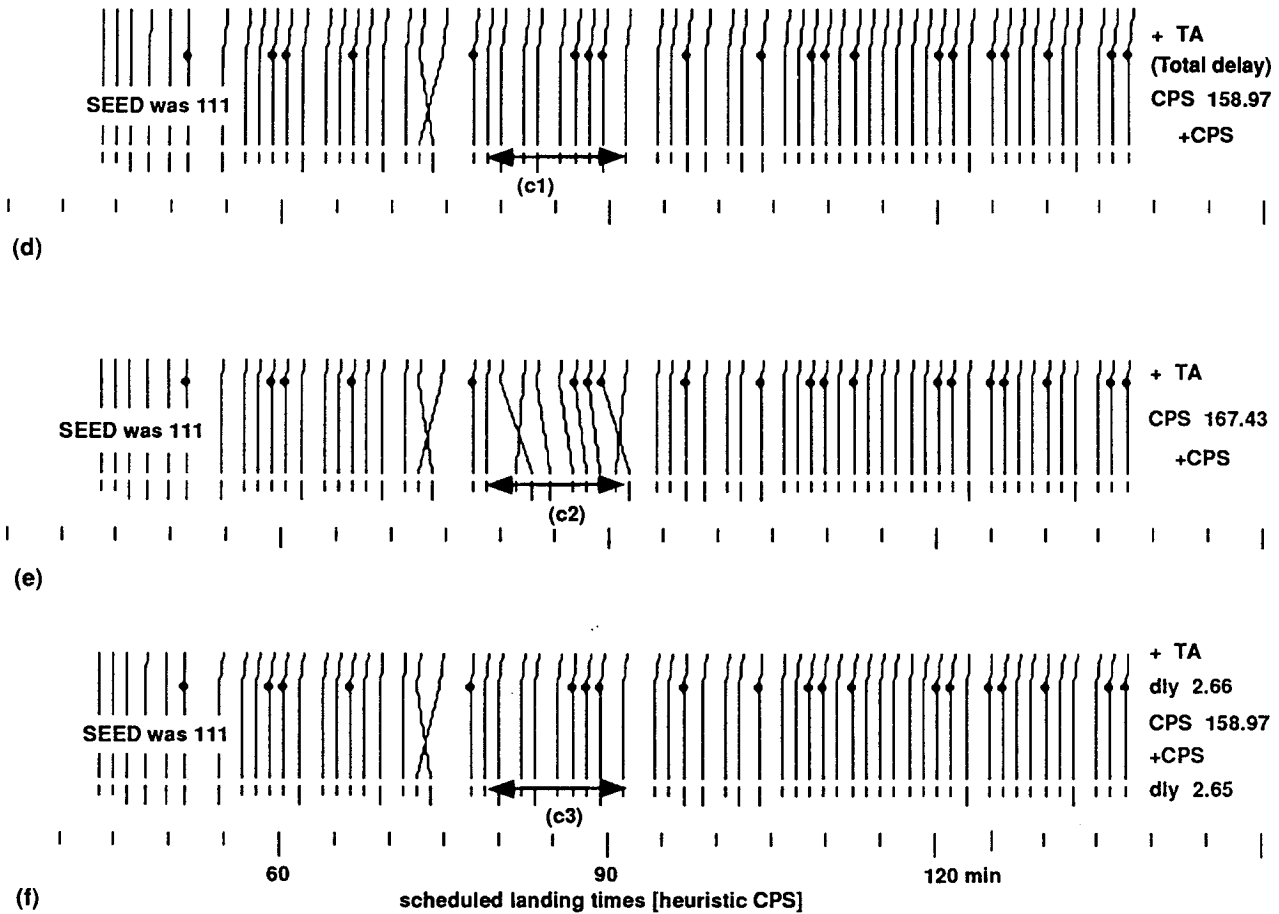 + TA
(Total delay)
SEED was 111
CPS 158.97
+CPS
(c1)
(d)
+ TA
CPS 167.43
SEED was 111
+CPS
(c2)
(e)
+ TA
dly 2.66
SEED was 111
CPS 158.97
+CPS
dly 2.65
(c3)
60 90 120 min
(f)
scheduled landing times [heuristic CPS]